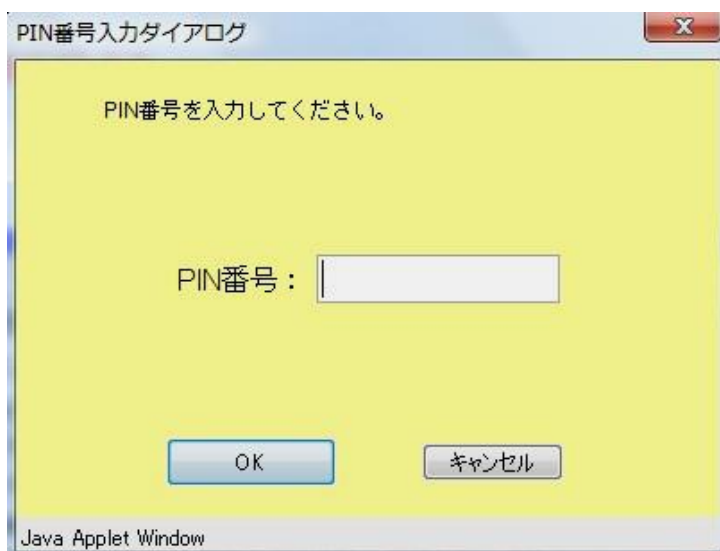 PIN番号入力ダイアログ
PIN番号を入力してください。
PIN番号：
OK
キャンセル
Java Applet Window